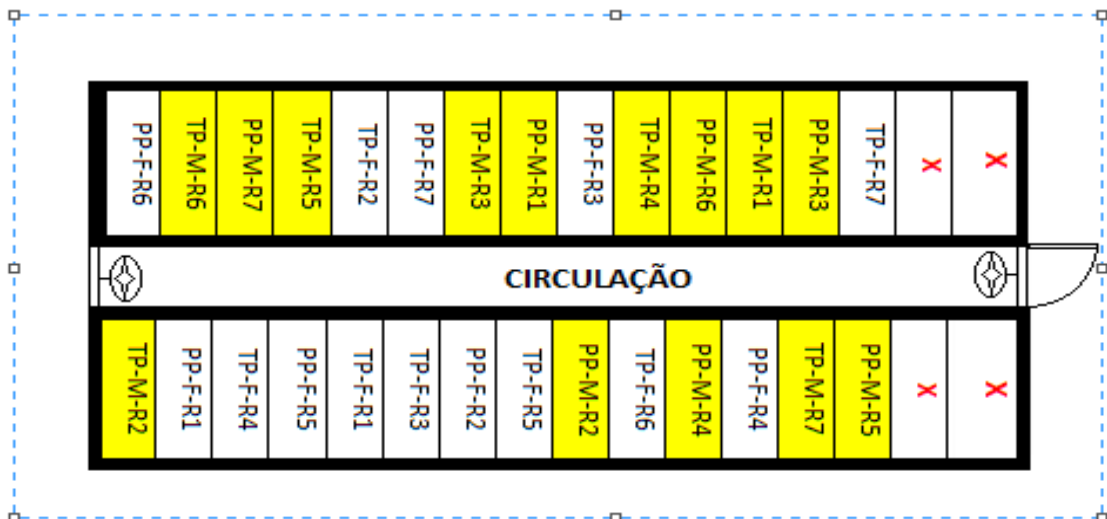 PP-F-R6
TP-M-R6
PP-M-R7
TP-M-R5
TP-F-R2
PP-F-R7
TP-M-R3
PP-M-R1
PP-F-R3
TP-M-R4
PP-M-R6
TP-M-R1
PP-M-R3
TP-F-R7
X
X
CIRCULAÇÃO
TP-M-R2
PP-F-R1
TP-F-R4
PP-F-R5
TP-F-R1
TP-F-R3
PP-F-R2
TP-F-R5
PP-M-R2
TP-F-R6
PP-M-R4
PP-F-R4
TP-M-R7
PP-M-R5
X
X